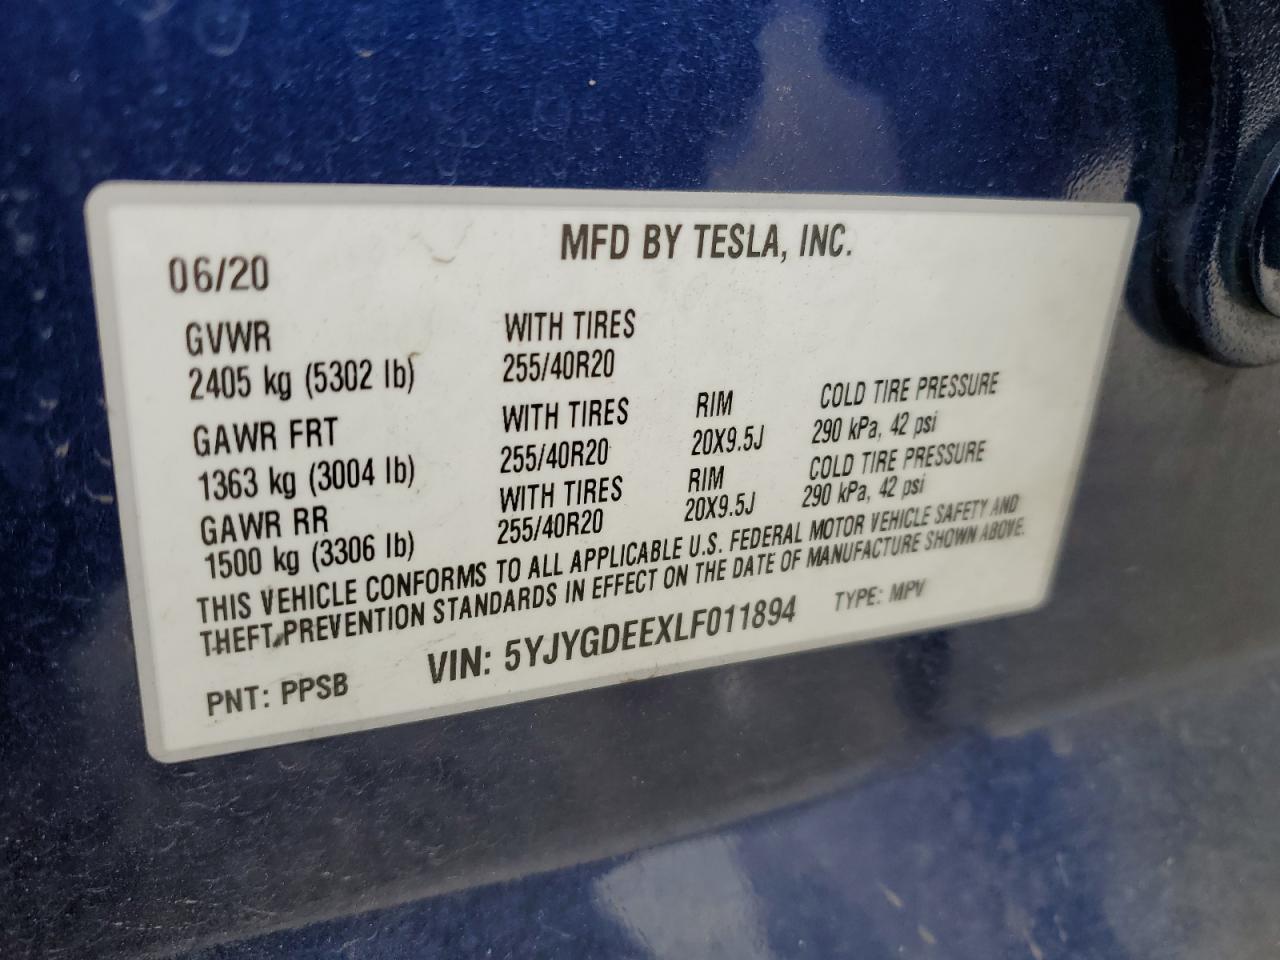 MFD BY TESLA, INC.
06/20
GVWR WITH TIRES
2405 kg (5302 lb) 255/40R20
GAWR FRT WITH TIRES RIM COLD TIRE PRESSURE
1363 kg (3004 lb) 255/40R20 20X9.5J 290 kPa, 42 psi
GAWR RR WITH TIRES RIM COLD TIRE PRESSURE
1500 kg (3306 lb) 255/40R20 20X9.5J 290 kPa, 42 psi
THIS VEHICLE CONFORMS TO ALL APPLICABLE U.S. FEDERAL MOTOR VEHICLE SAFETY AND
THEFT PREVENTION STANDARDS IN EFFECT ON THE DATE OF MANUFACTURE SHOWN ABOVE.
PNT: PPSB VIN: 5YJYGDEEXLF011894 TYPE: MPV